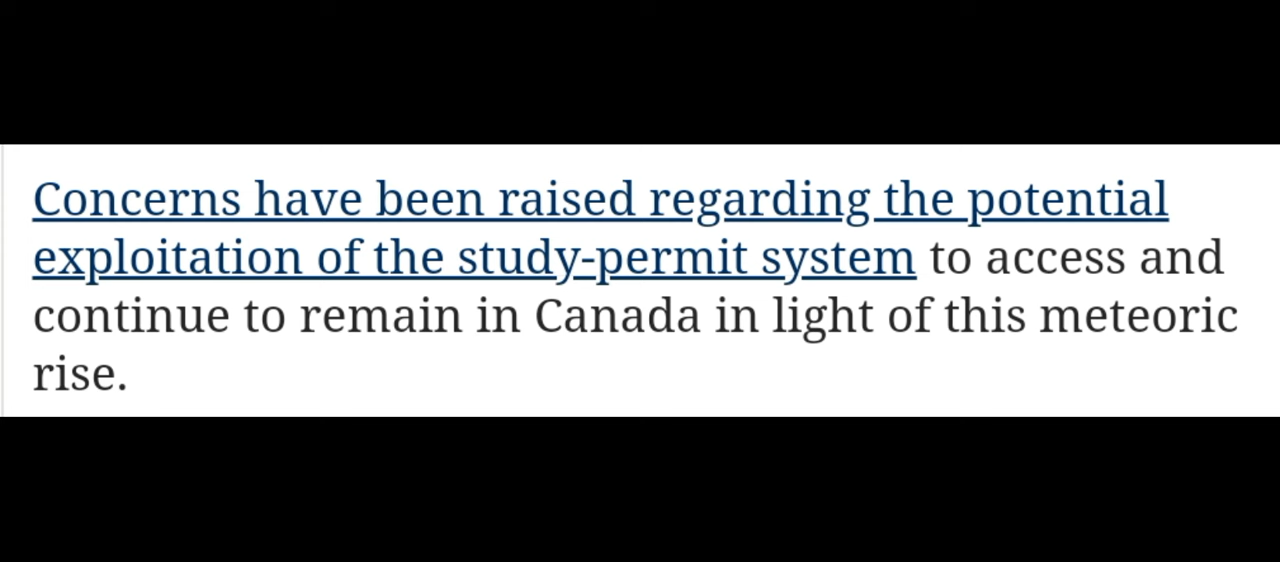 Concerns have been raised regarding the potential
exploitation of the study-permit system to access and
continue to remain in Canada in light of this meteoric
rise.